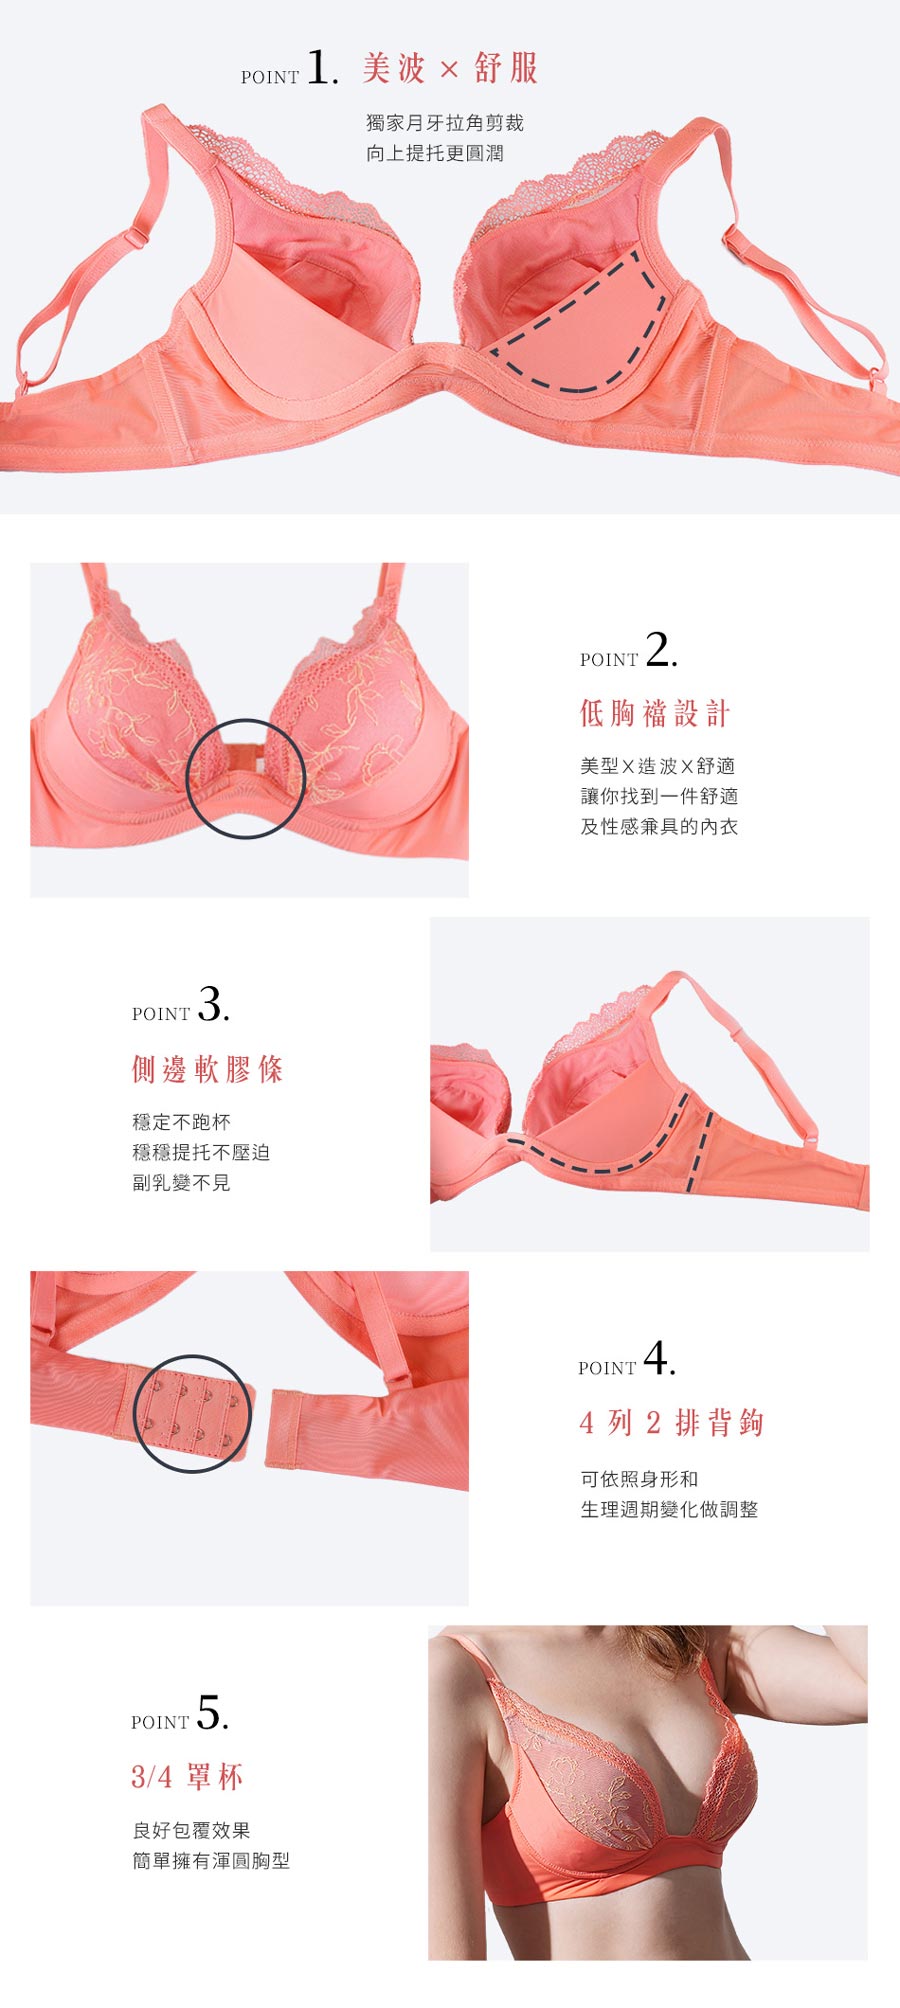 POINT 1. 美波×舒服
獨家月牙拉角剪裁
向上提托更圓潤
POINT 2.
低胸襠設計
美型X造波X舒適
讓你找到一件舒適
及性感兼具的內衣
POINT 3.
側邊軟膠條
穩定不跑杯
穩穩提托不壓迫
副乳變不見
POINT 4.
4 列 2 排背鉤
可依照身形和
生理週期變化做調整
POINT 5.
3/4 罩杯
良好包覆效果
簡單擁有渾圓胸型